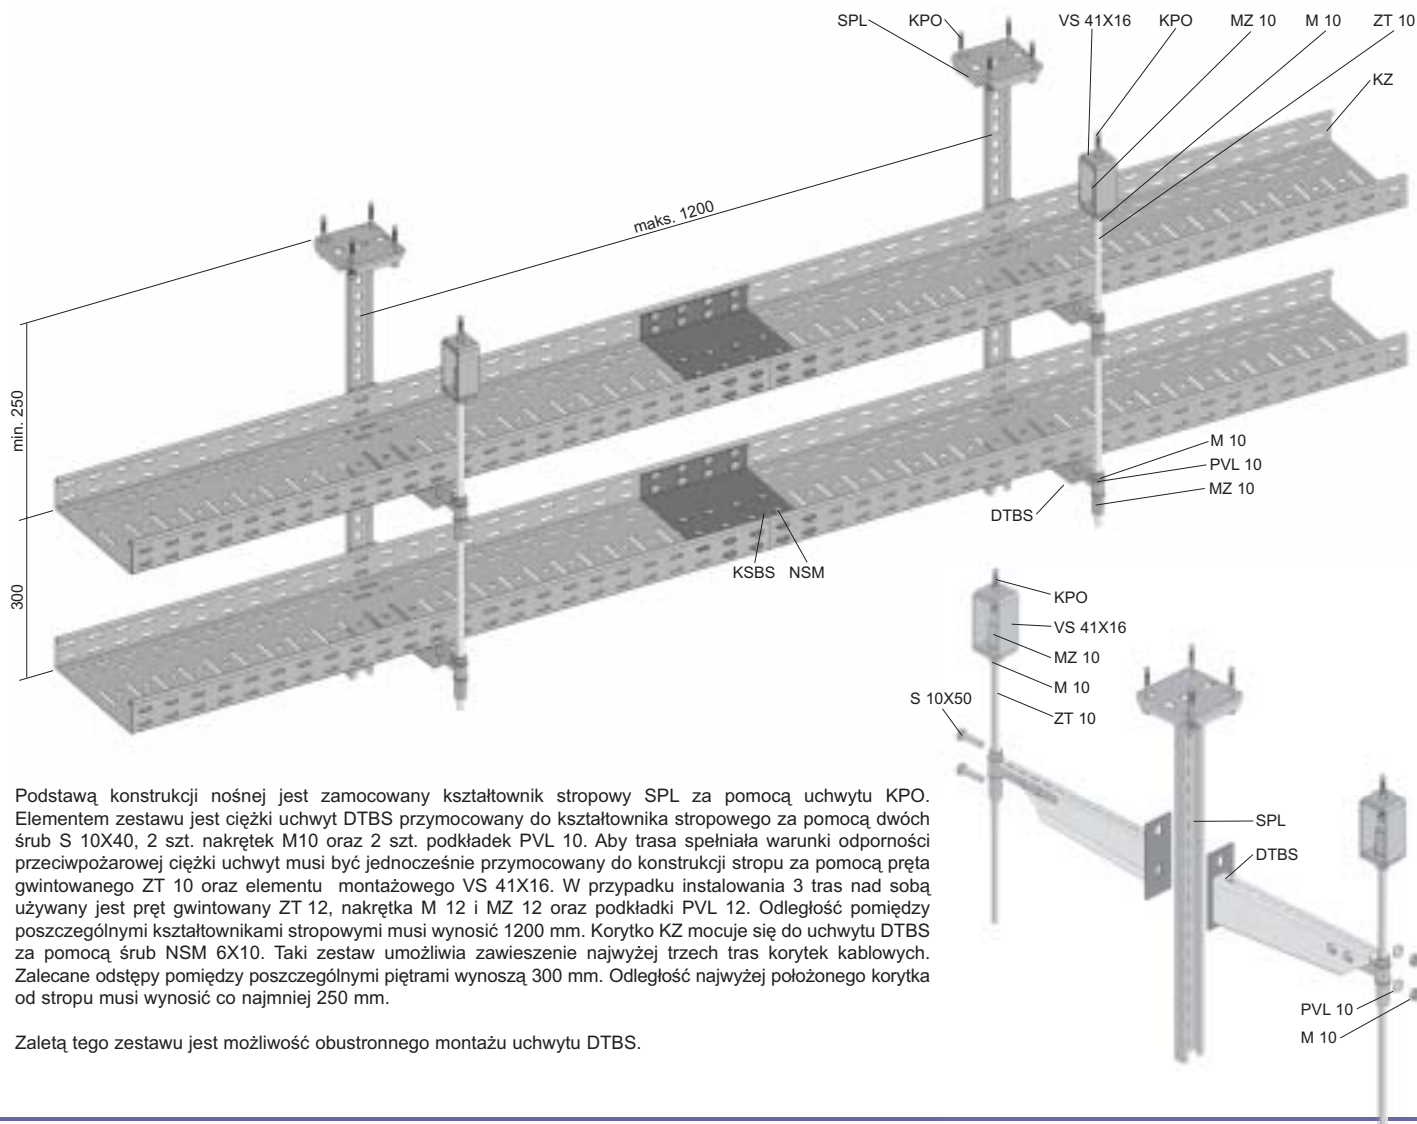 SPL KPO VS 41X16 KPO MZ 10 M 10 ZT 10
KZ
maks. 1200
min. 250
300
M 10
PVL 10
MZ 10
DTBS
KSBS NSM
KPO
VS 41X16
MZ 10
M 10
ZT 10
S 10X50
SPL
DTBS
PVL 10
M 10
Podstawą konstrukcji nośnej jest zamocowany kształtownik stropowy SPL za pomocą uchwytu KPO.
Elementem zestawu jest ciężki uchwyt DTBS przymocowany do kształtownika stropowego za pomocą dwóch
śrub S 10X40, 2 szt. nakrętek M10 oraz 2 szt. podkładek PVL 10. Aby trasa spełniała warunki odporności
przeciwpożarowej ciężki uchwyt musi być jednocześnie przymocowany do konstrukcji stropu za pomocą pręta
gwintowanego ZT 10 oraz elementu montażowego VS 41X16. W przypadku instalowania 3 tras nad sobą
używany jest pręt gwintowany ZT 12, nakrętka M 12 i MZ 12 oraz podkładki PVL 12. Odległość pomiędzy
poszczególnymi kształtownikami stropowymi musi wynosić 1200 mm. Korytko KZ mocuje się do uchwytu DTBS
za pomocą śrub NSM 6X10. Taki zestaw umożliwia zawieszenie najwyżej trzech tras korytek kablowych.
Zalecane odstępy pomiędzy poszczególnymi piętrami wynoszą 300 mm. Odległość najwyżej położonego korytka
od stropu musi wynosić co najmniej 250 mm.
Zaletą tego zestawu jest możliwość obustronnego montażu uchwytu DTBS.